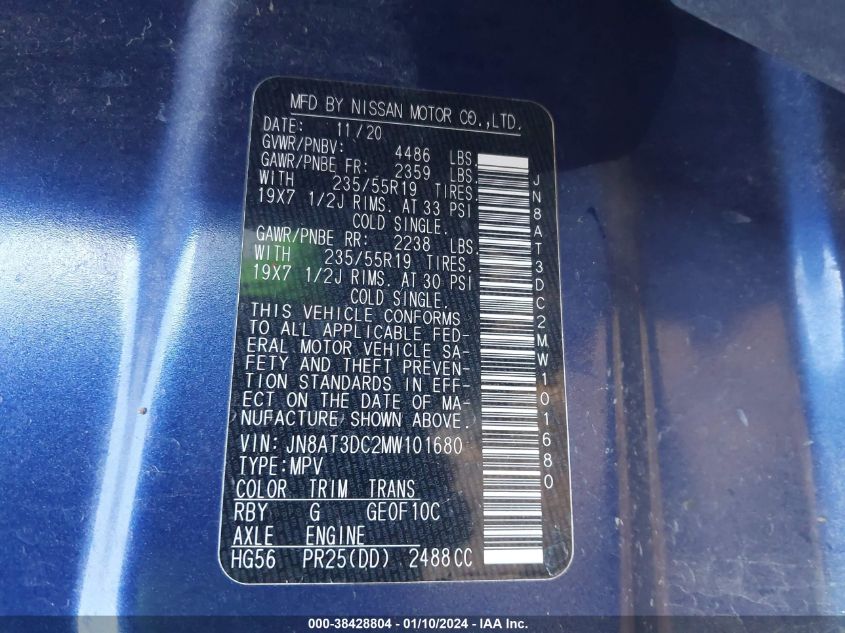 MFD BY NISSAN MOTOR CO.,LTD.
DATE: 11/20
GVWR/PNBV: 4486 LBS.
GAWR/PNBE FR: 2359 LBS.
WITH 235/55R19 TIRES.
19X7 1/2J RIMS. AT 33 PSI
COLD SINGLE.
GAWR/PNBE RR: 2238 LBS.
WITH 235/55R19 TIRES.
19X7 1/2J RIMS. AT 30 PSI
COLD SINGLE.
THIS VEHICLE CONFORMS
TO ALL APPLICABLE FED-
ERAL MOTOR VEHICLE SA-
FETY AND THEFT PREVEN-
TION STANDARDS IN EFF-
ECT ON THE DATE OF MA-
NUFACTURE SHOWN ABOVE.
VIN: JN8AT3DC2MW101680
TYPE:MPV
COLOR TRIM TRANS
RBY G GE0F10C
AXLE ENGINE
HG56 PR25(DD) 2488CC
JN8AT3DC2MW101680
000-38428804 - 01/10/2024 - IAA Inc.